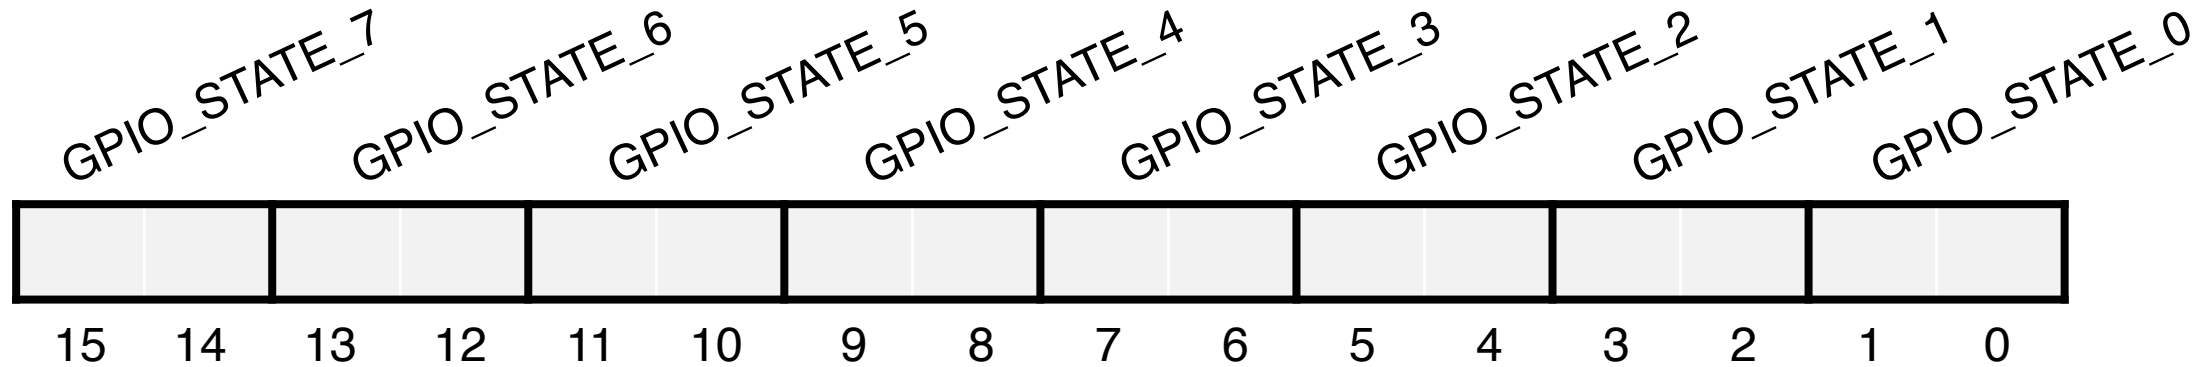 GPIO_STATE_7 GPIO_STATE_6 GPIO_STATE_5 GPIO_STATE_4 GPIO_STATE_3 GPIO_STATE_2 GPIO_STATE_1 GPIO_STATE_0
15 14 13 12 11 10 9 8 7 6 5 4 3 2 1 0